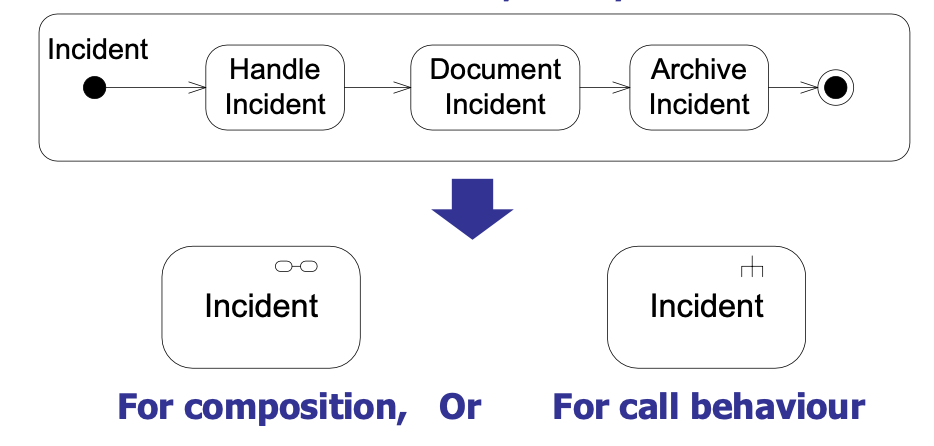 Incident
Handle
Incident
Document
Incident
Archive
Incident
Incident
Incident
For composition, Or For call behaviour